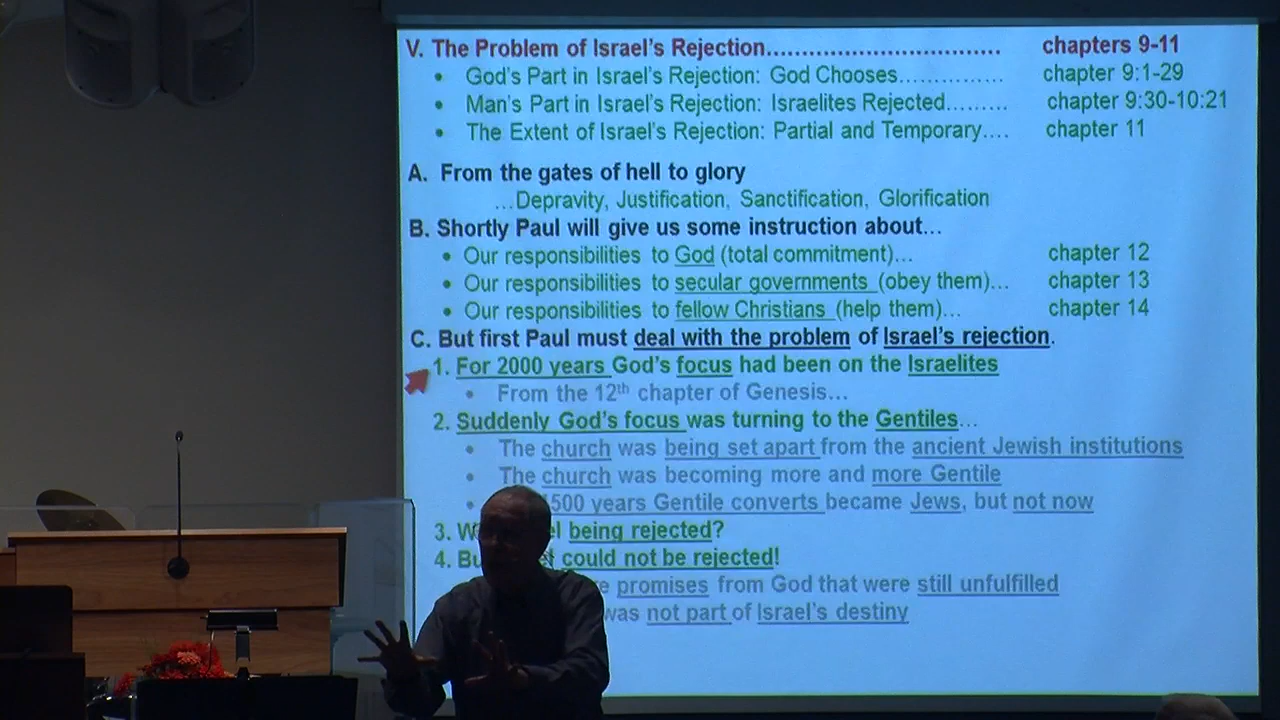 V. The Problem of Israel's Rejection................................ chapters 9-11
• God's Part in Israel's Rejection: God Chooses............... chapter 9:1-29
• Man's Part in Israel's Rejection: Israelites Rejected......... chapter 9:30-10:21
• The Extent of Israel's Rejection: Partial and Temporary.... chapter 11
A. From the gates of hell to glory
...Depravity, Justification, Sanctification, Glorification
B. Shortly Paul will give us some instruction about...
• Our responsibilities to God (total commitment)... chapter 12
• Our responsibilities to secular governments (obey them)... chapter 13
• Our responsibilities to fellow Christians (help them)... chapter 14
C. But first Paul must deal with the problem of Israel's rejection.
1. For 2000 years God's focus had been on the Israelites
• From the 12th chapter of Genesis...
2. Suddenly God's focus was turning to the Gentiles...
• The church was being set apart from the ancient Jewish institutions
• The church was becoming more and more Gentile
• 1500 years Gentile converts became Jews, but not now
3. being rejected?
4. could not be rejected!
promises from God that were still unfulfilled
was not part of Israel's destiny